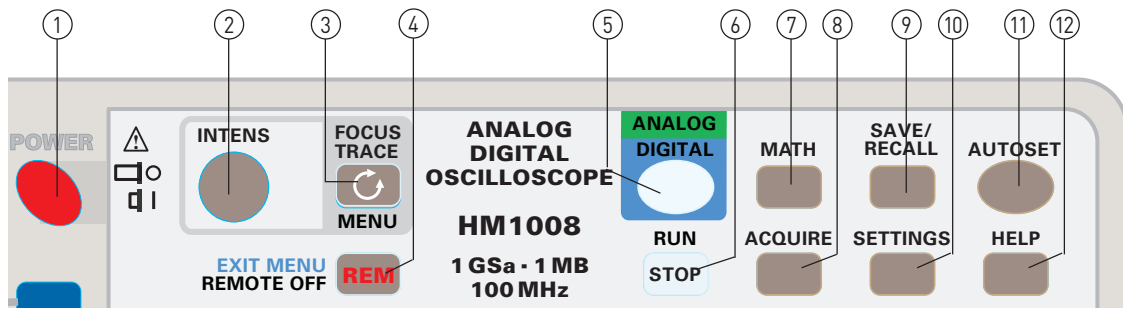 1 2 3 4 5 6 7 8 9 10 11 12
POWER
INTENS
FOCUS
TRACE
MENU
EXIT MENU
REMOTE OFF
REM
ANALOG
DIGITAL
OSCILLOSCOPE
HM1008
1 GSa · 1 MB
100 MHz
ANALOG
DIGITAL
RUN
STOP
MATH
SAVE/
RECALL
AUTOSET
ACQUIRE
SETTINGS
HELP